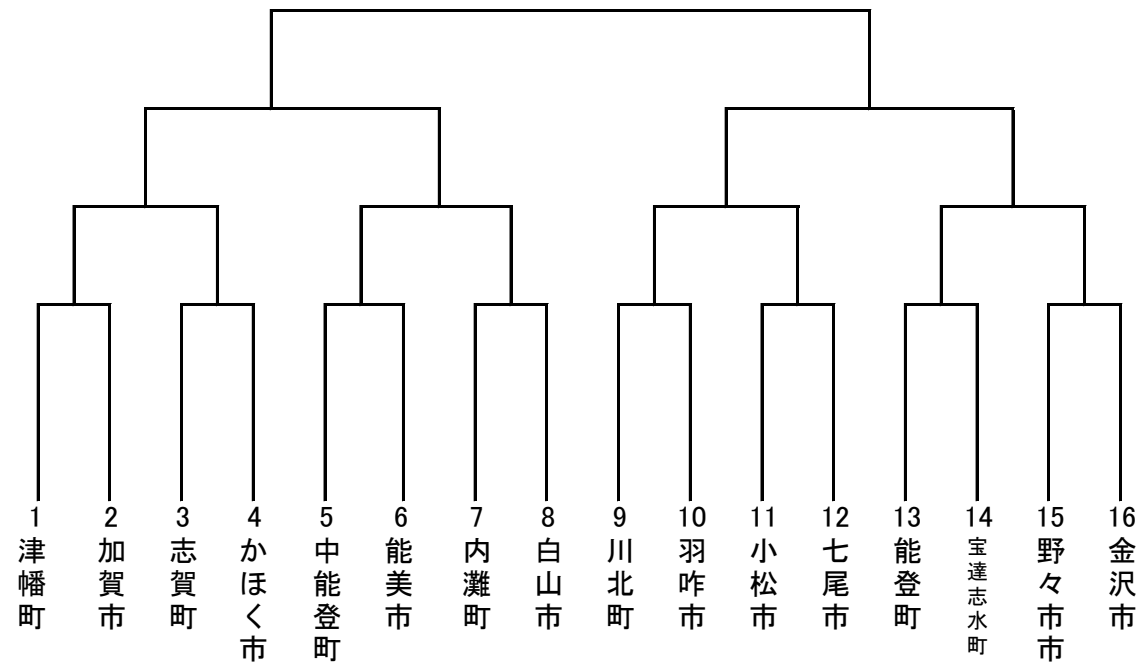 1 津幡町
2 加賀市
3 志賀町
4 かほく市
5 中能登町
6 能美市
7 内灘町
8 白山市
9 川北町
10 羽咋市
11 小松市
12 七尾市
13 能登町
14 宝達志水町
15 野々市市
16 金沢市